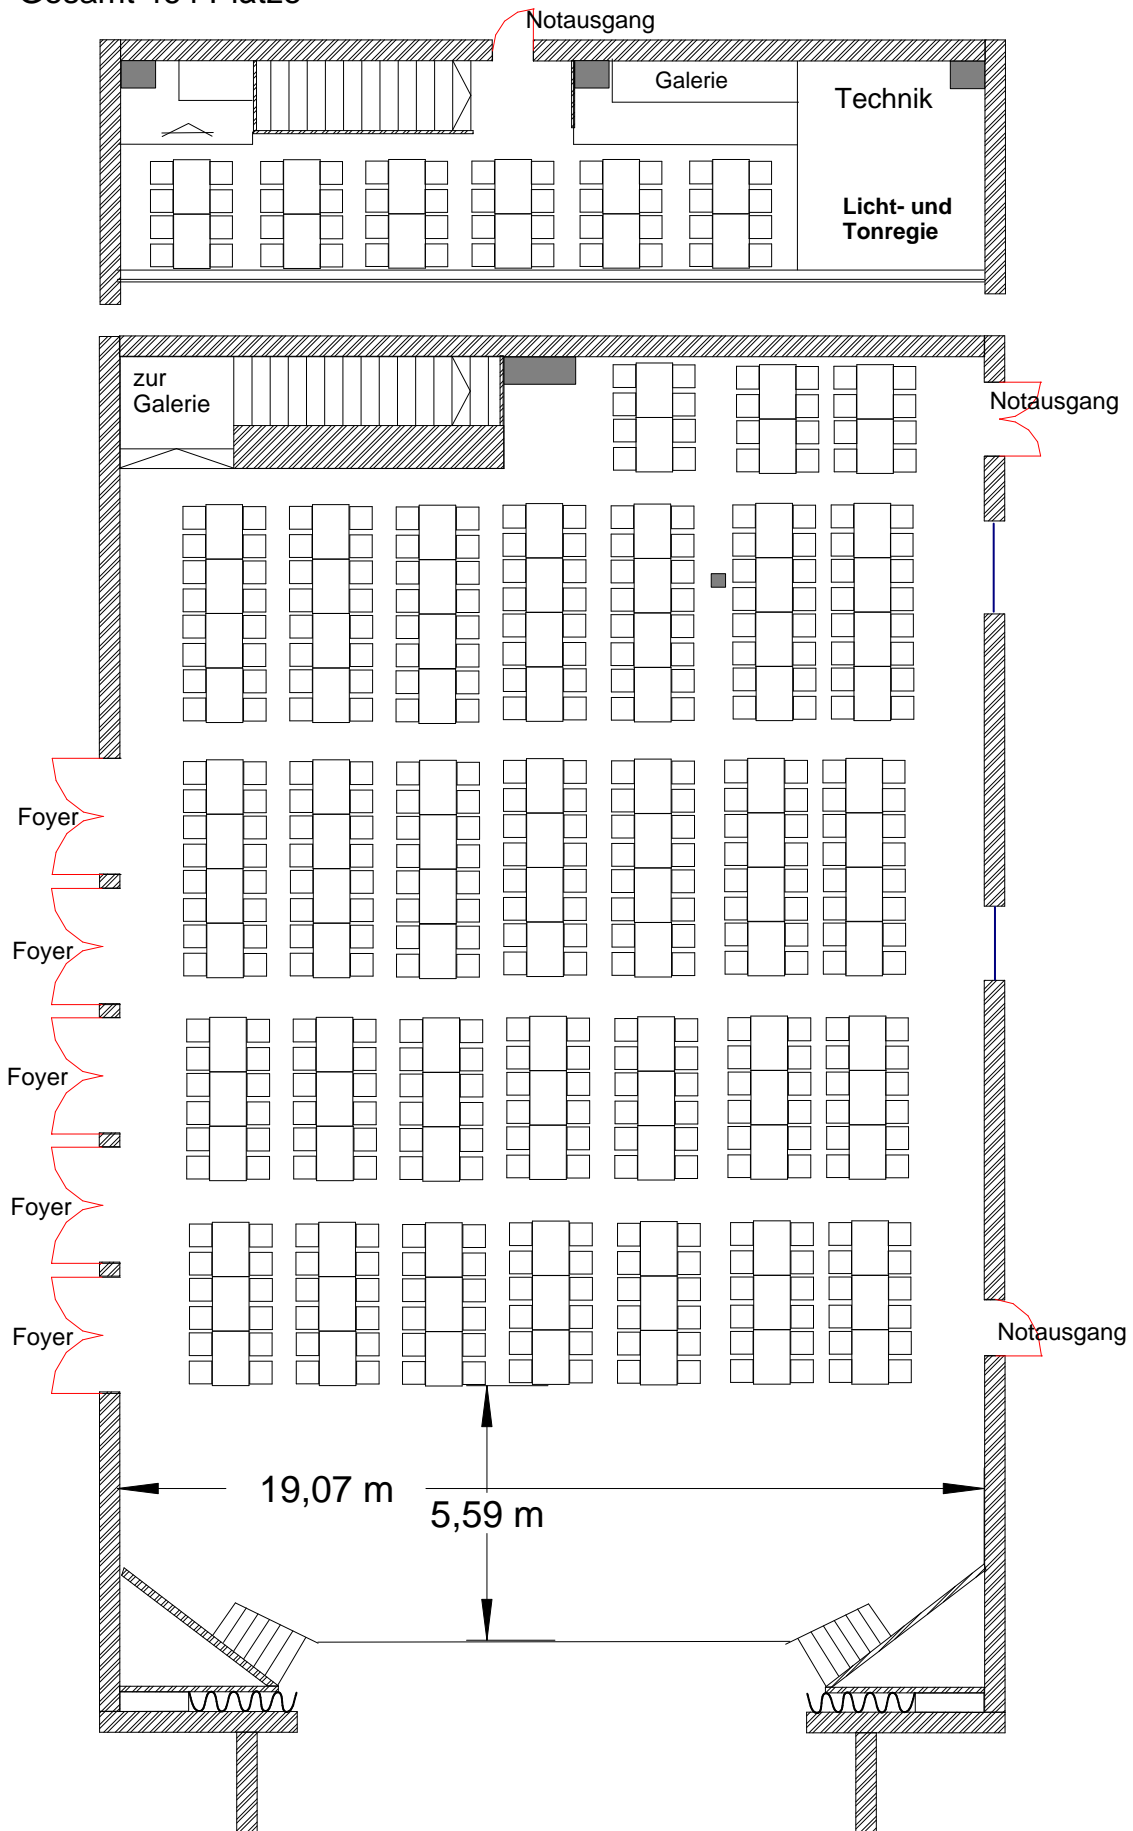 Notausgang
Galerie
Technik
Licht- und
Tonregie
zur
Galerie
Notausgang
Foyer
Foyer
Foyer
Foyer
Foyer
Notausgang
19,07 m
5,59 m